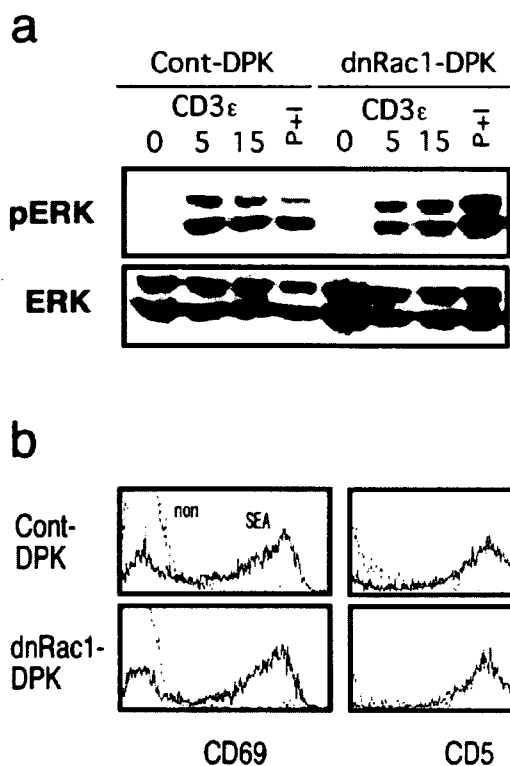 a
Cont-DPK dnRac1-DPK
CD3ε CD3ε
0 5 15 P+I 0 5 15 P+I
pERK
ERK
b
Cont-
DPK
non SEA
dnRac1-
DPK
CD69 CD5